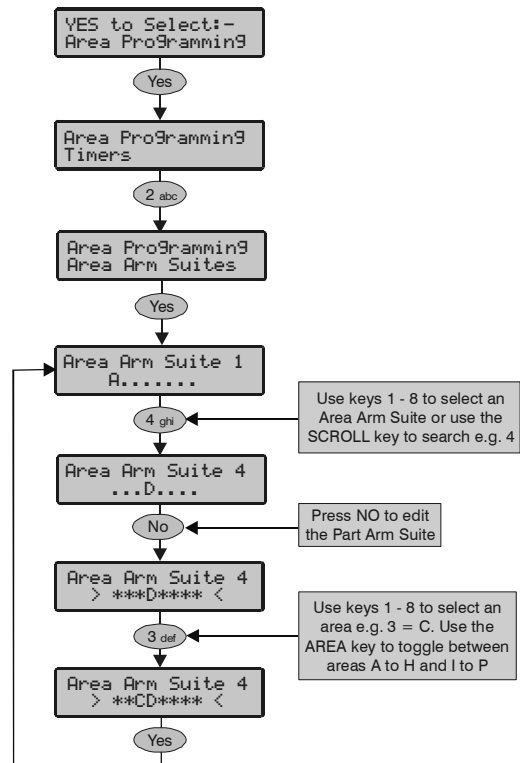 YES to Select:-
Area Programming
Yes
Area Programming
Timers
2 abc
Area Programming
Area Arm Suites
Yes
Area Arm Suite 1
A.......
Use keys 1 - 8 to select an
Area Arm Suite or use the
SCROLL key to search e.g. 4
4 ghi
Area Arm Suite 4
...D....
No
Press NO to edit
the Part Arm Suite
Area Arm Suite 4
> ***D**** <
Use keys 1 - 8 to select an
area e.g. 3 = C. Use the
AREA key to toggle between
areas A to H and I to P
3 def
Area Arm Suite 4
> **CD**** <
Yes